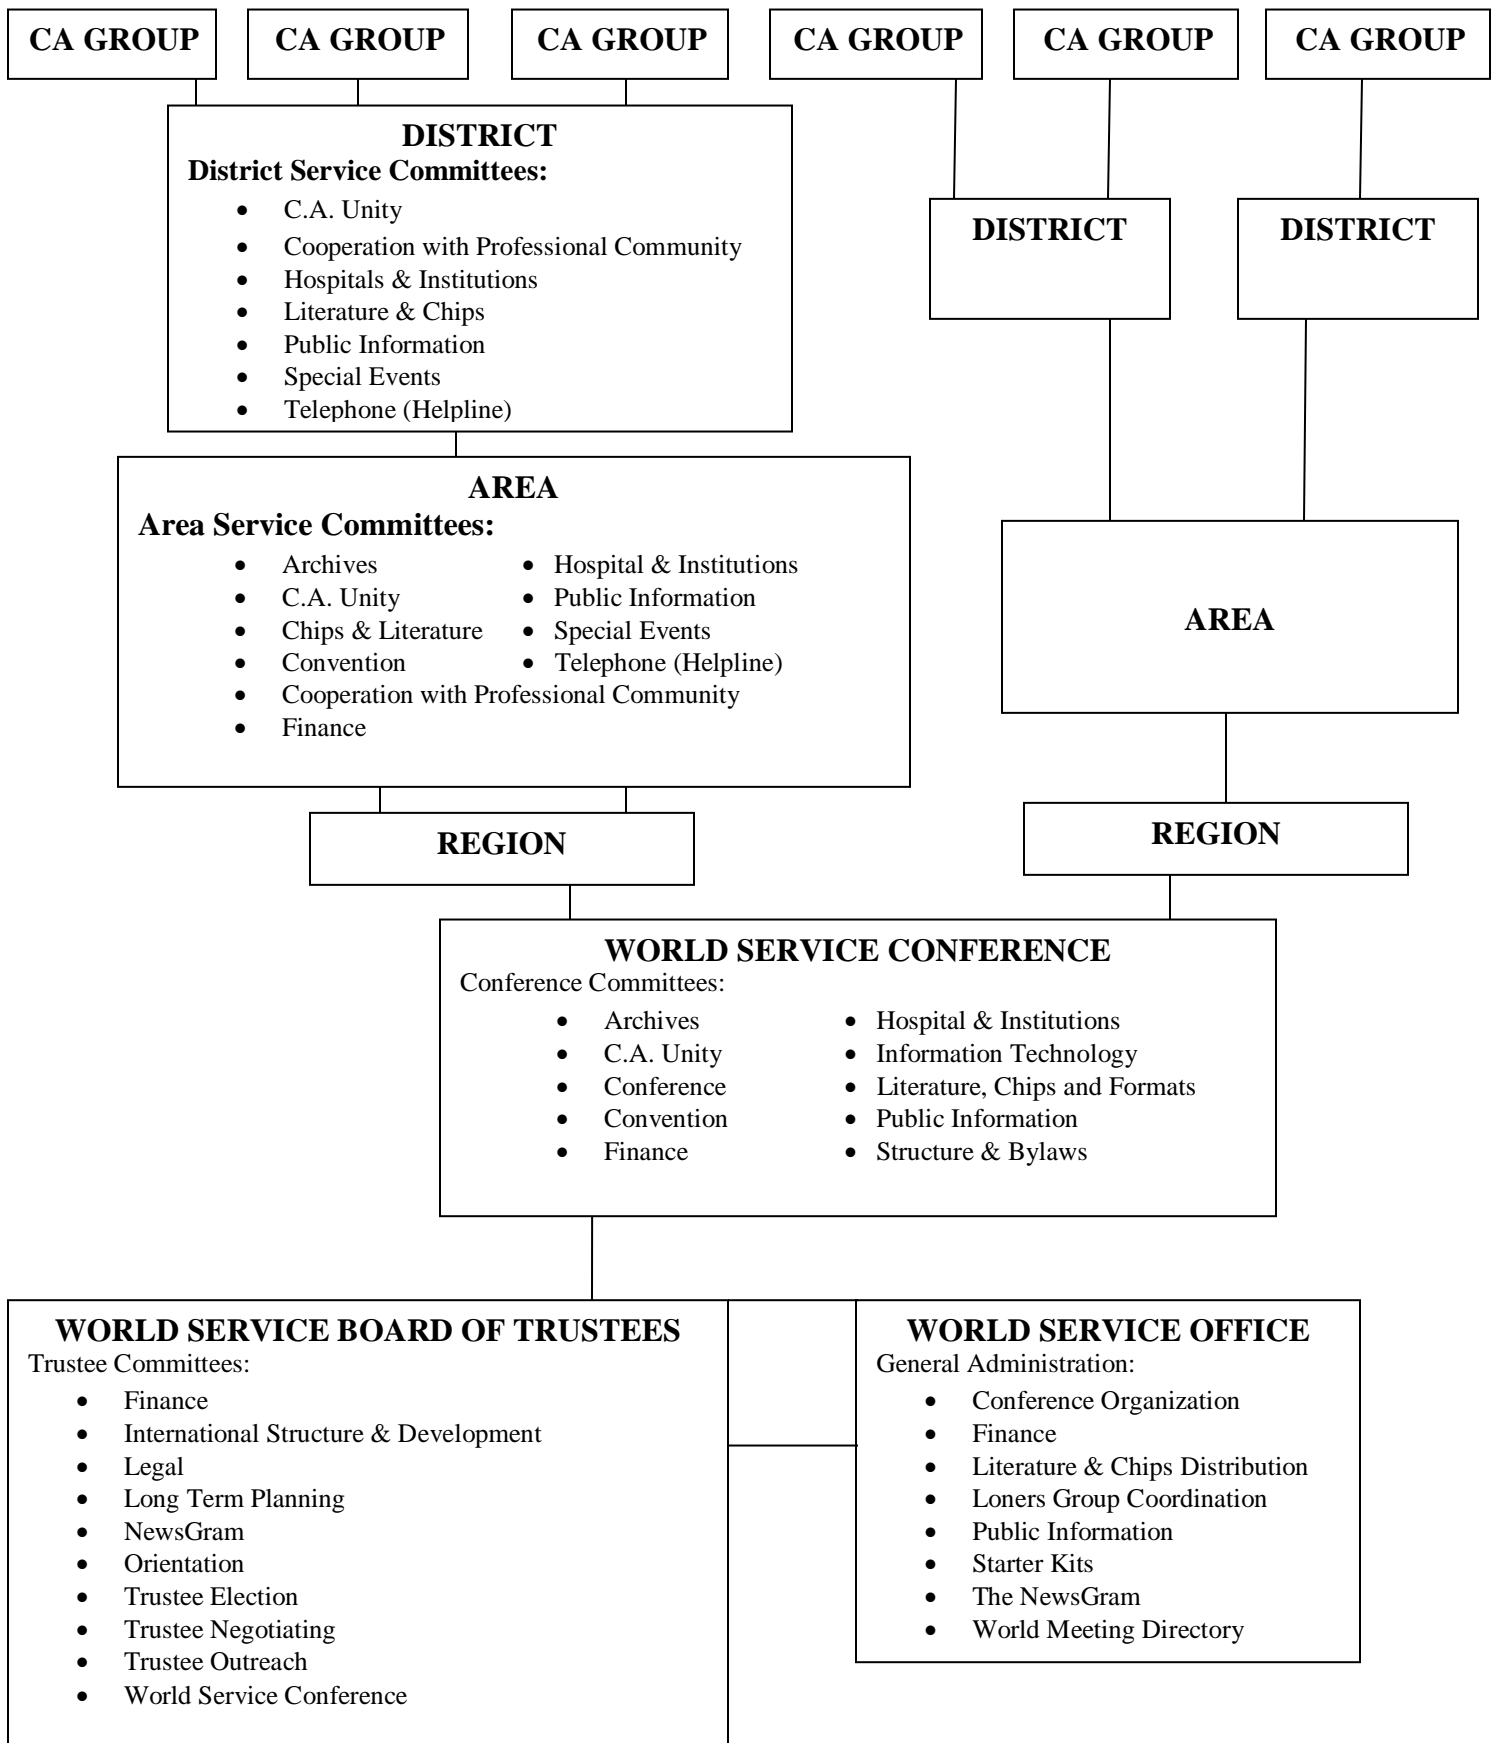 CA GROUP
CA GROUP
CA GROUP
CA GROUP
CA GROUP
CA GROUP
DISTRICT
District Service Committees:
• C.A. Unity
• Cooperation with Professional Community
• Hospitals & Institutions
• Literature & Chips
• Public Information
• Special Events
• Telephone (Helpline)
DISTRICT
DISTRICT
AREA
Area Service Committees:
• Archives
• C.A. Unity
• Chips & Literature
• Convention
• Cooperation with Professional Community
• Finance
• Hospital & Institutions
• Public Information
• Special Events
• Telephone (Helpline)
AREA
REGION
REGION
WORLD SERVICE CONFERENCE
Conference Committees:
• Archives
• C.A. Unity
• Conference
• Convention
• Finance
• Hospital & Institutions
• Information Technology
• Literature, Chips and Formats
• Public Information
• Structure & Bylaws
WORLD SERVICE BOARD OF TRUSTEES
Trustee Committees:
• Finance
• International Structure & Development
• Legal
• Long Term Planning
• NewsGram
• Orientation
• Trustee Election
• Trustee Negotiating
• Trustee Outreach
• World Service Conference
WORLD SERVICE OFFICE
General Administration:
• Conference Organization
• Finance
• Literature & Chips Distribution
• Loners Group Coordination
• Public Information
• Starter Kits
• The NewsGram
• World Meeting Directory